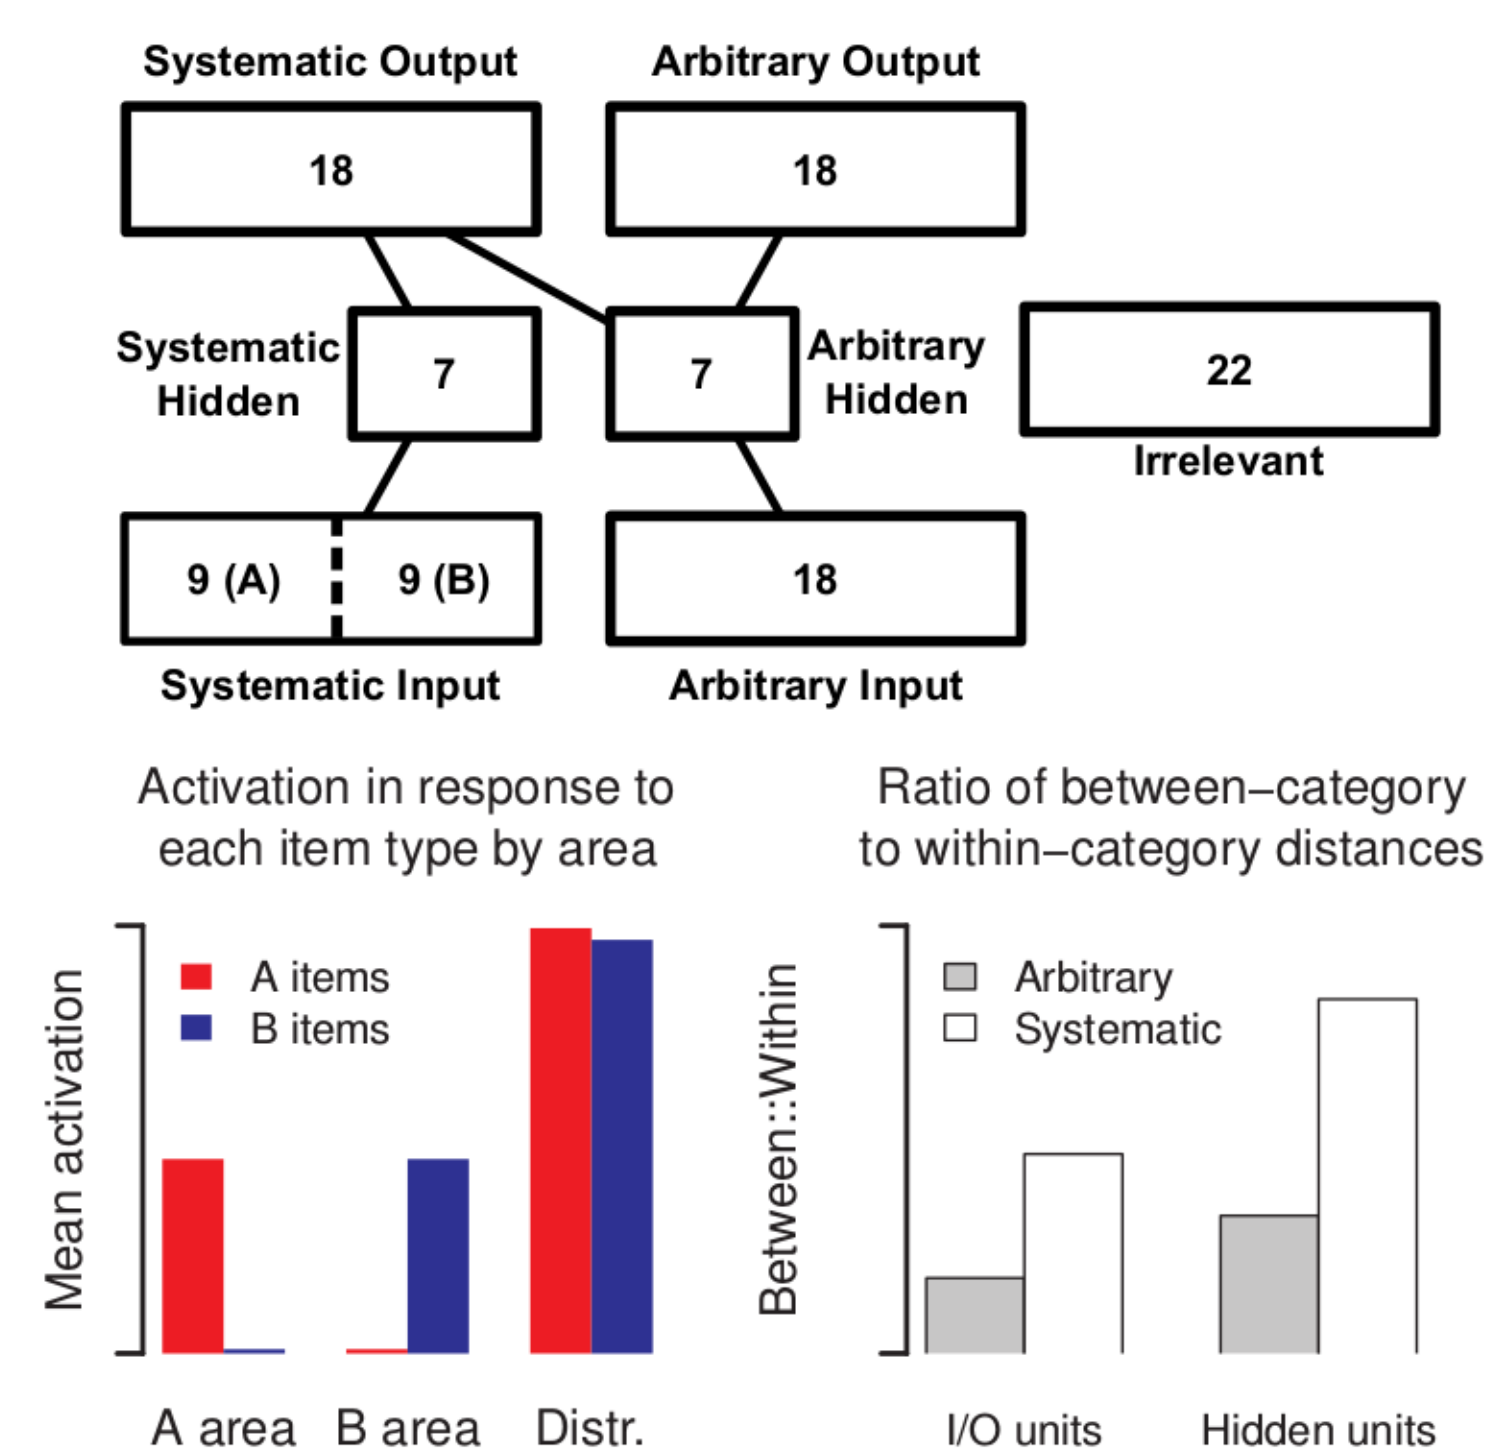 Systematic Output
Arbitrary Output
18
18
Systematic
Hidden
7
7
Arbitrary
Hidden
22
Irrelevant
9 (A)
9 (B)
18
Systematic Input
Arbitrary Input
Activation in response to
each item type by area
Mean activation
A items
B items
A area
B area
Distr.
Ratio of between–category
to within–category distances
Between::Within
Arbitrary
Systematic
I/O units
Hidden units